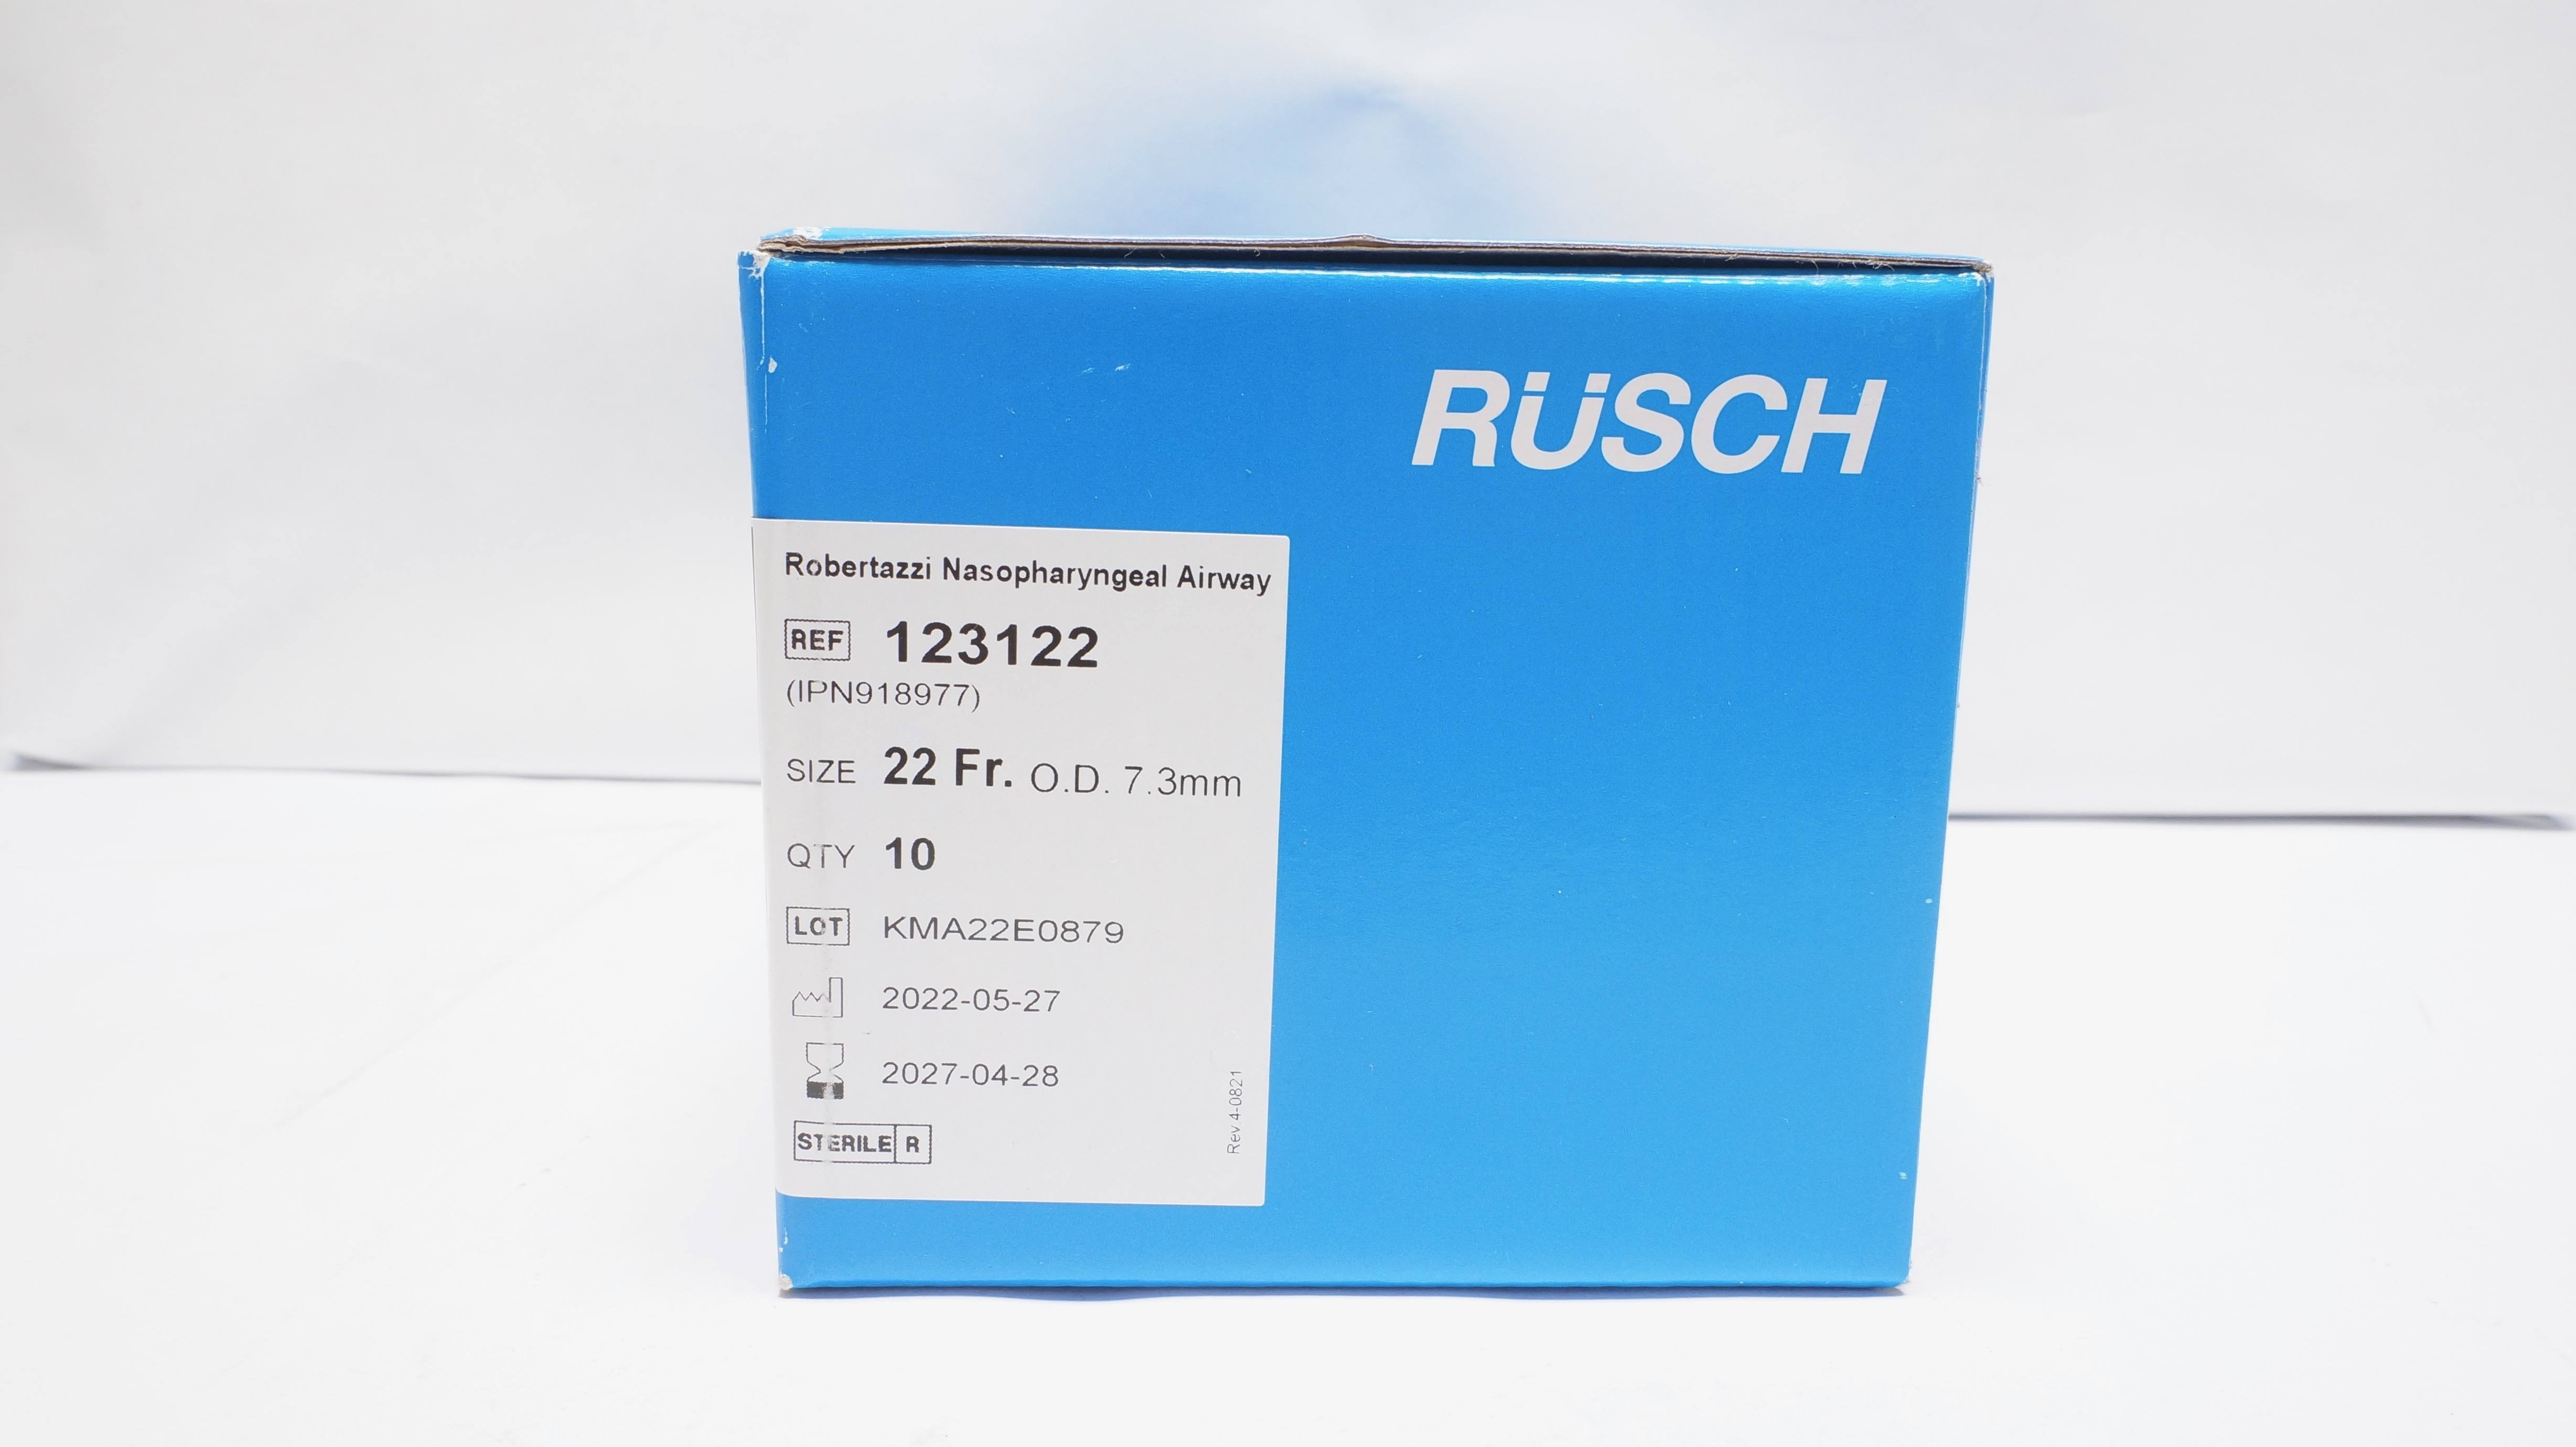 RÜSCH
Robertazzi Nasopharyngeal Airway
REF 123122
(IPN918977)
SIZE 22 Fr. O.D. 7.3mm
QTY 10
LOT KMA22E0879
2022-05-27
2027-04-28
STERILE R
Rev 4-0821